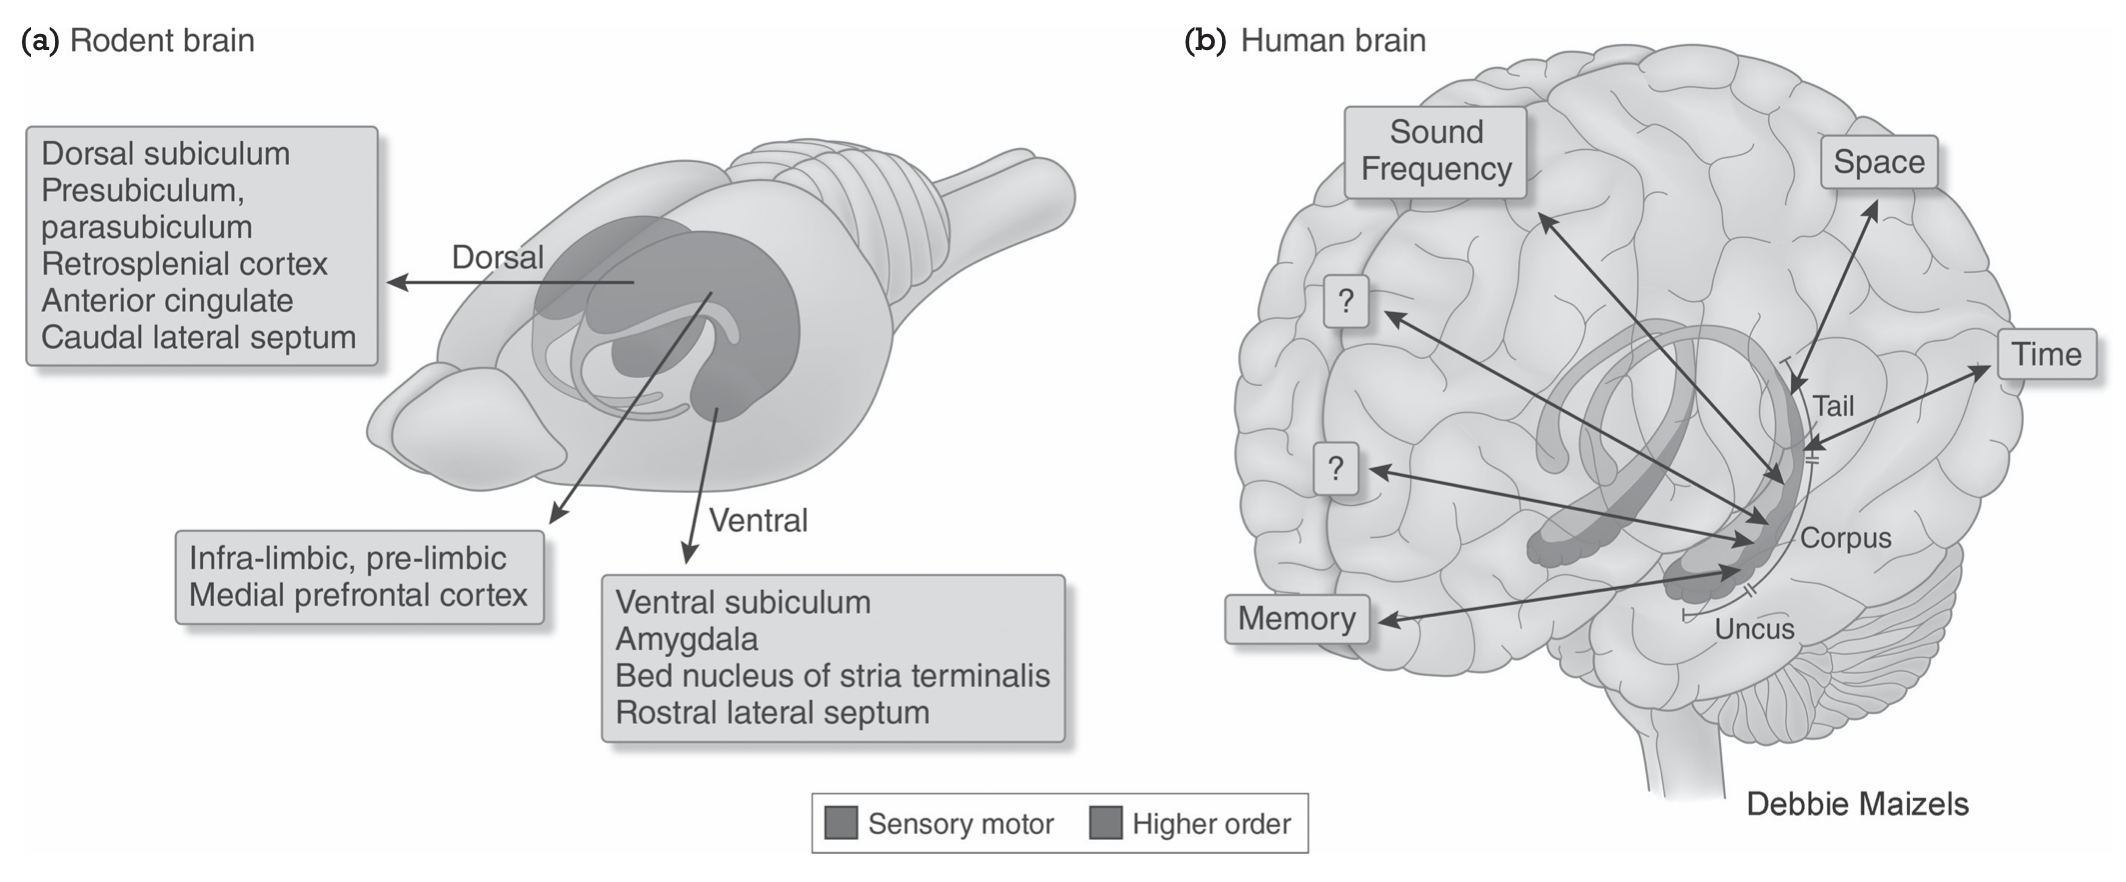 (a) Rodent brain
Dorsal subiculum
Presubiculum,
parasubiculum
Retrosplenial cortex
Anterior cingulate
Caudal lateral septum
Dorsal
Infra-limbic, pre-limbic
Medial prefrontal cortex
Ventral
Ventral subiculum
Amygdala
Bed nucleus of stria terminalis
Rostral lateral septum
(b) Human brain
Sound
Frequency
Space
?
Time
Tail
?
Corpus
Memory
Uncus
Debbie Maizels
Sensory motor
Higher order